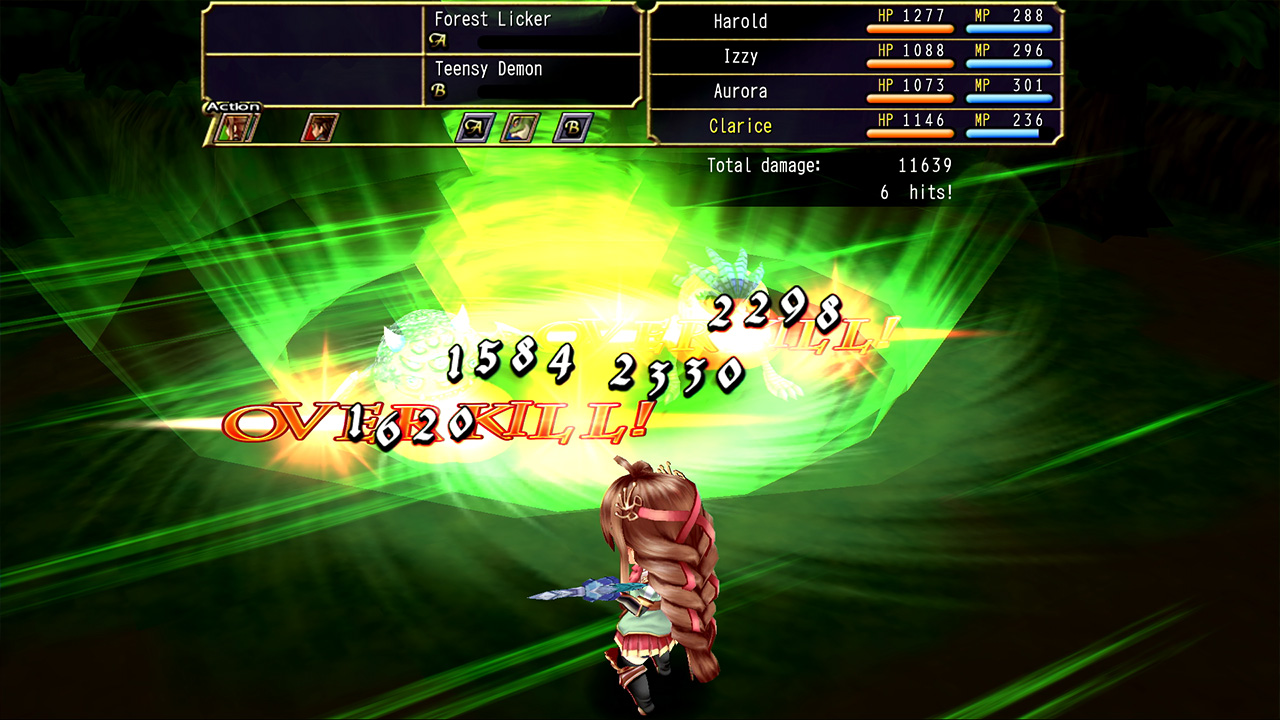 Forest Licker
A
Teensy Demon
B
Harold HP 1277 MP 288
Izzy HP 1088 MP 296
Aurora HP 1073 MP 301
Clarice HP 1146 MP 236
Action
A B
Total damage: 11639
6 hits!
2298
OVERKILL!
1584 2530
OVERKILL!
1620